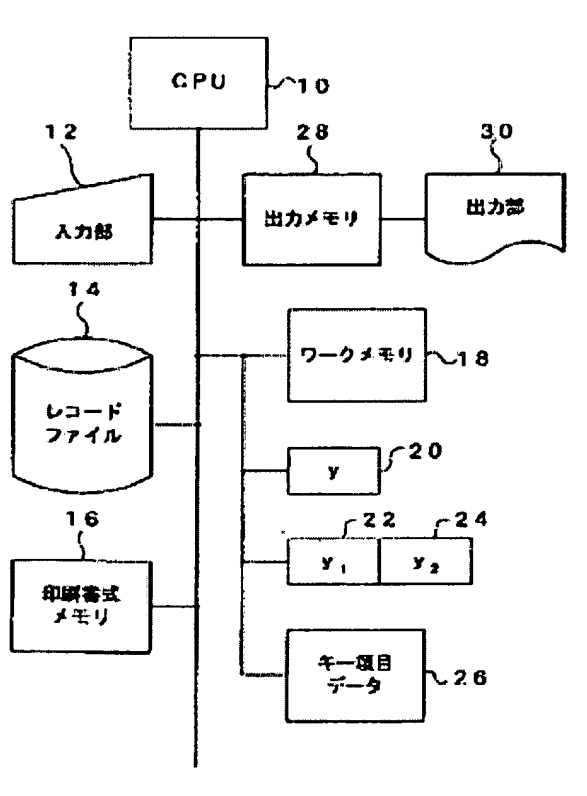 CPU
10
12
28
30
入力部
出力メモリ
出力部
14
ワークメモリ
18
レコード
ファイル
y
20
16
22
24
y₁
y₂
印刷書式
メモリ
キー項目
データ
26